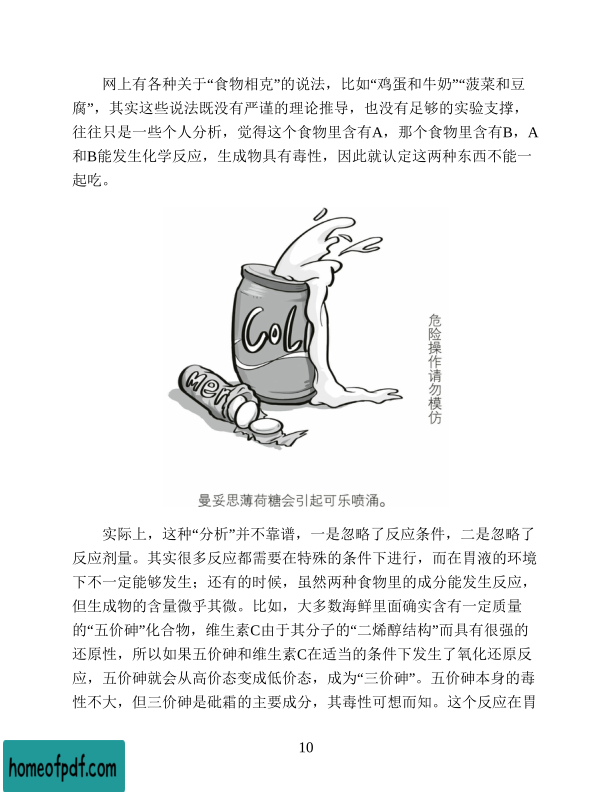 网上有各种关于“食物相克”的说法，比如“鸡蛋和牛奶”“菠菜和豆
腐”，其实这些说法既没有严谨的理论推导，也没有足够的实验支撑，
往往只是一些个人分析，觉得这个食物里含有A，那个食物里含有B，A
和B能发生化学反应，生成物具有毒性，因此就认定这两种东西不能一
起吃。
COL
men
危险操作请勿模仿
曼妥思薄荷糖会引起可乐喷涌。
实际上，这种“分析”并不靠谱，一是忽略了反应条件，二是忽略了
反应剂量。其实很多反应都需要在特殊的条件下进行，而在胃液的环境
下不一定能够发生；还有的时候，虽然两种食物里的成分能发生反应，
但生成物的含量微乎其微。比如，大多数海鲜里面确实含有一定质量
的“五价砷”化合物，维生素C由于其分子的“二烯醇结构”而具有很强的
还原性，所以如果五价砷和维生素C在适当的条件下发生了氧化还原反
应，五价砷就会从高价态变成低价态，成为“三价砷”。五价砷本身的毒
性不大，但三价砷是砒霜的主要成分，其毒性可想而知。这个反应在胃
10
homeofpdf.com